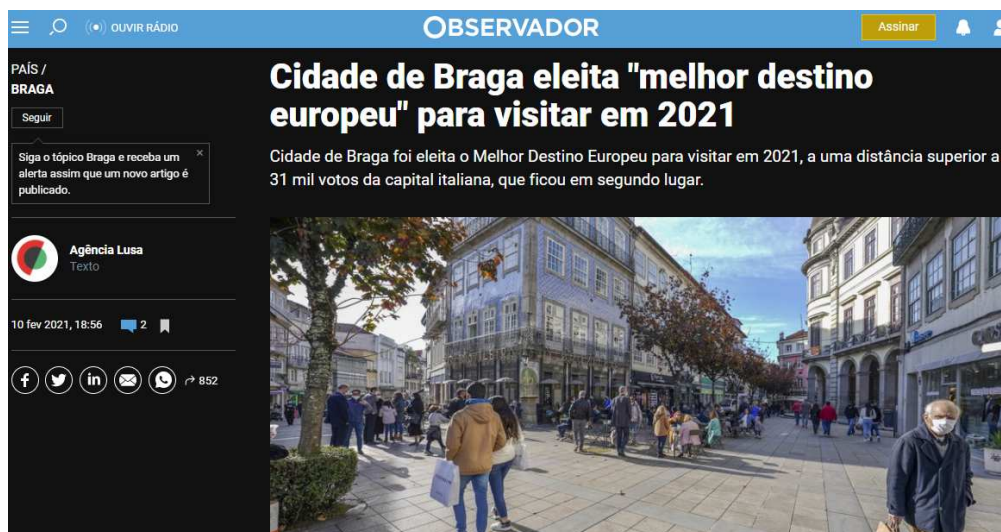 OUVIR RÁDIO
OBSERVADOR
Assinar
PAÍS /
BRAGA
Seguir
Siga o tópico Braga e receba um
alerta assim que um novo artigo é
publicado.
×
Agência Lusa
Texto
10 fev 2021, 18:56
2
852
Cidade de Braga eleita "melhor destino
europeu" para visitar em 2021
Cidade de Braga foi eleita o Melhor Destino Europeu para visitar em 2021, a uma distância superior a
31 mil votos da capital italiana, que ficou em segundo lugar.